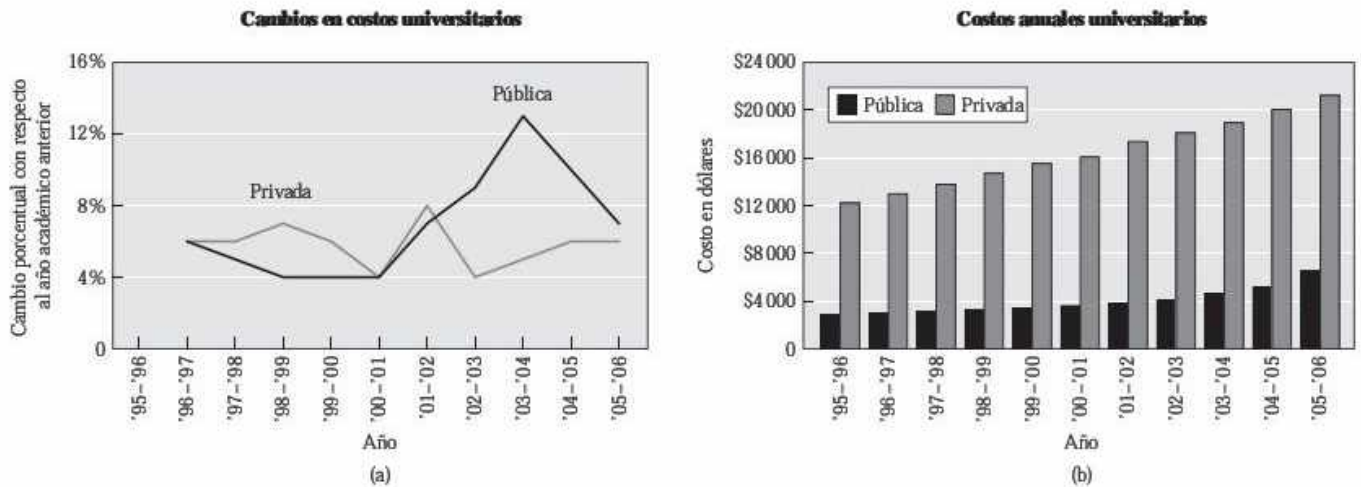 Cambios en costos universitarios
16%
12%
8%
4%
0
Cambio porcentual con respecto
al año académico anterior
Pública
Privada
'95–'96
'96–'97
'97–'98
'98–'99
'99–'00
'00–'01
'01–'02
'02–'03
'03–'04
'04–'05
'05–'06
Año
(a)
Costos anuales universitarios
$24 000
$20 000
$16 000
$12 000
$8 000
$4 000
0
Costo en dólares
Pública Privada
'95–'96
'96–'97
'97–'98
'98–'99
'99–'00
'00–'01
'01–'02
'02–'03
'03–'04
'04–'05
'05–'06
Año
(b)